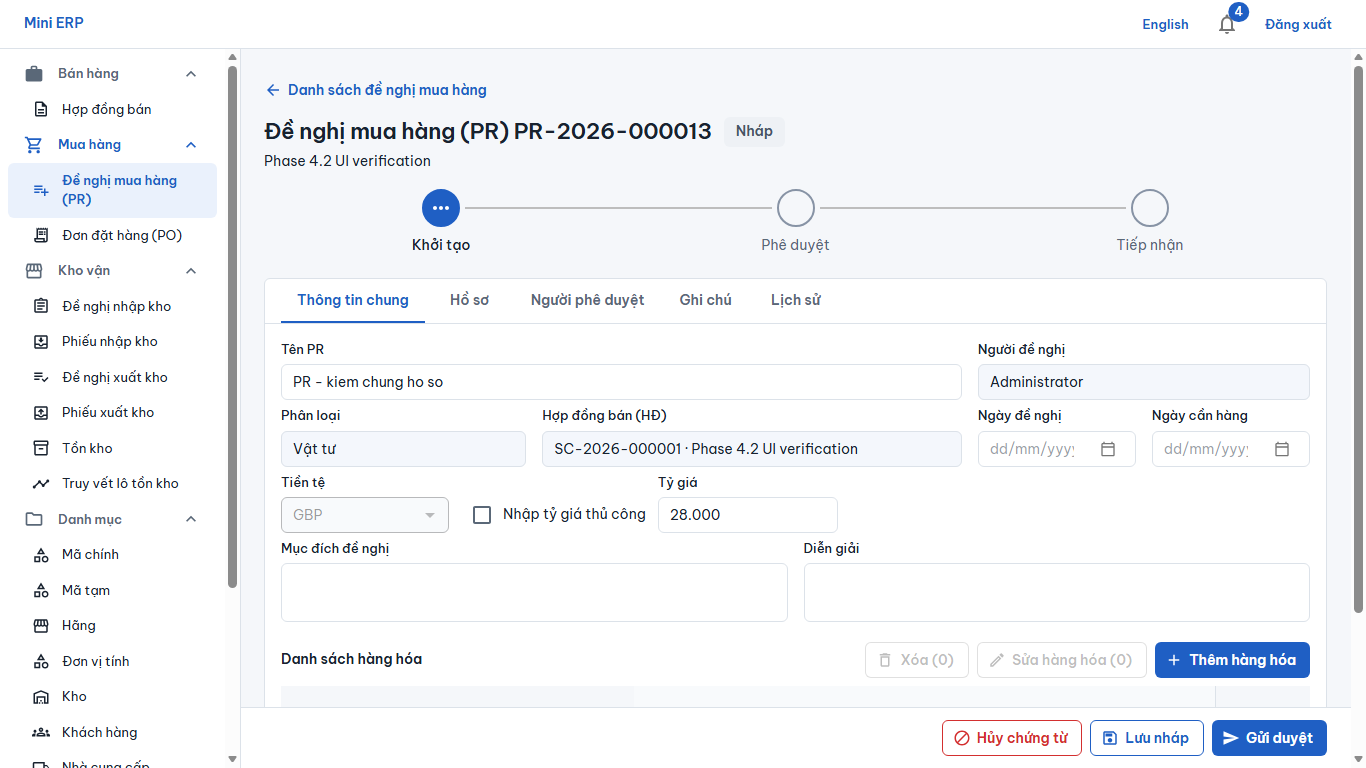 Mini ERP
English
4
Đăng xuất
Bán hàng
Hợp đồng bán
Mua hàng
Đề nghị mua hàng
(PR)
Đơn đặt hàng (PO)
Kho vận
Đề nghị nhập kho
Phiếu nhập kho
Đề nghị xuất kho
Phiếu xuất kho
Tồn kho
Truy vết lô tồn kho
Danh mục
Mã chính
Mã tạm
Hãng
Đơn vị tính
Kho
Khách hàng
Nhà cung cấp
Danh sách đề nghị mua hàng
Đề nghị mua hàng (PR) PR-2026-000013 Nháp
Phase 4.2 UI verification
Khởi tạo
Phê duyệt
Tiếp nhận
Thông tin chung
Hồ sơ
Người phê duyệt
Ghi chú
Lịch sử
Tên PR
Người đề nghị
PR - kiem chung ho so
Administrator
Phân loại
Hợp đồng bán (HĐ)
Ngày đề nghị
Ngày cần hàng
Vật tư
SC-2026-000001 · Phase 4.2 UI verification
dd/mm/yyyy
dd/mm/yyyy
Tiền tệ
Tỷ giá
GBP
Nhập tỷ giá thủ công
28.000
Mục đích đề nghị
Diễn giải
Danh sách hàng hóa
Xóa (0)
Sửa hàng hóa (0)
Thêm hàng hóa
Hủy chứng từ
Lưu nháp
Gửi duyệt